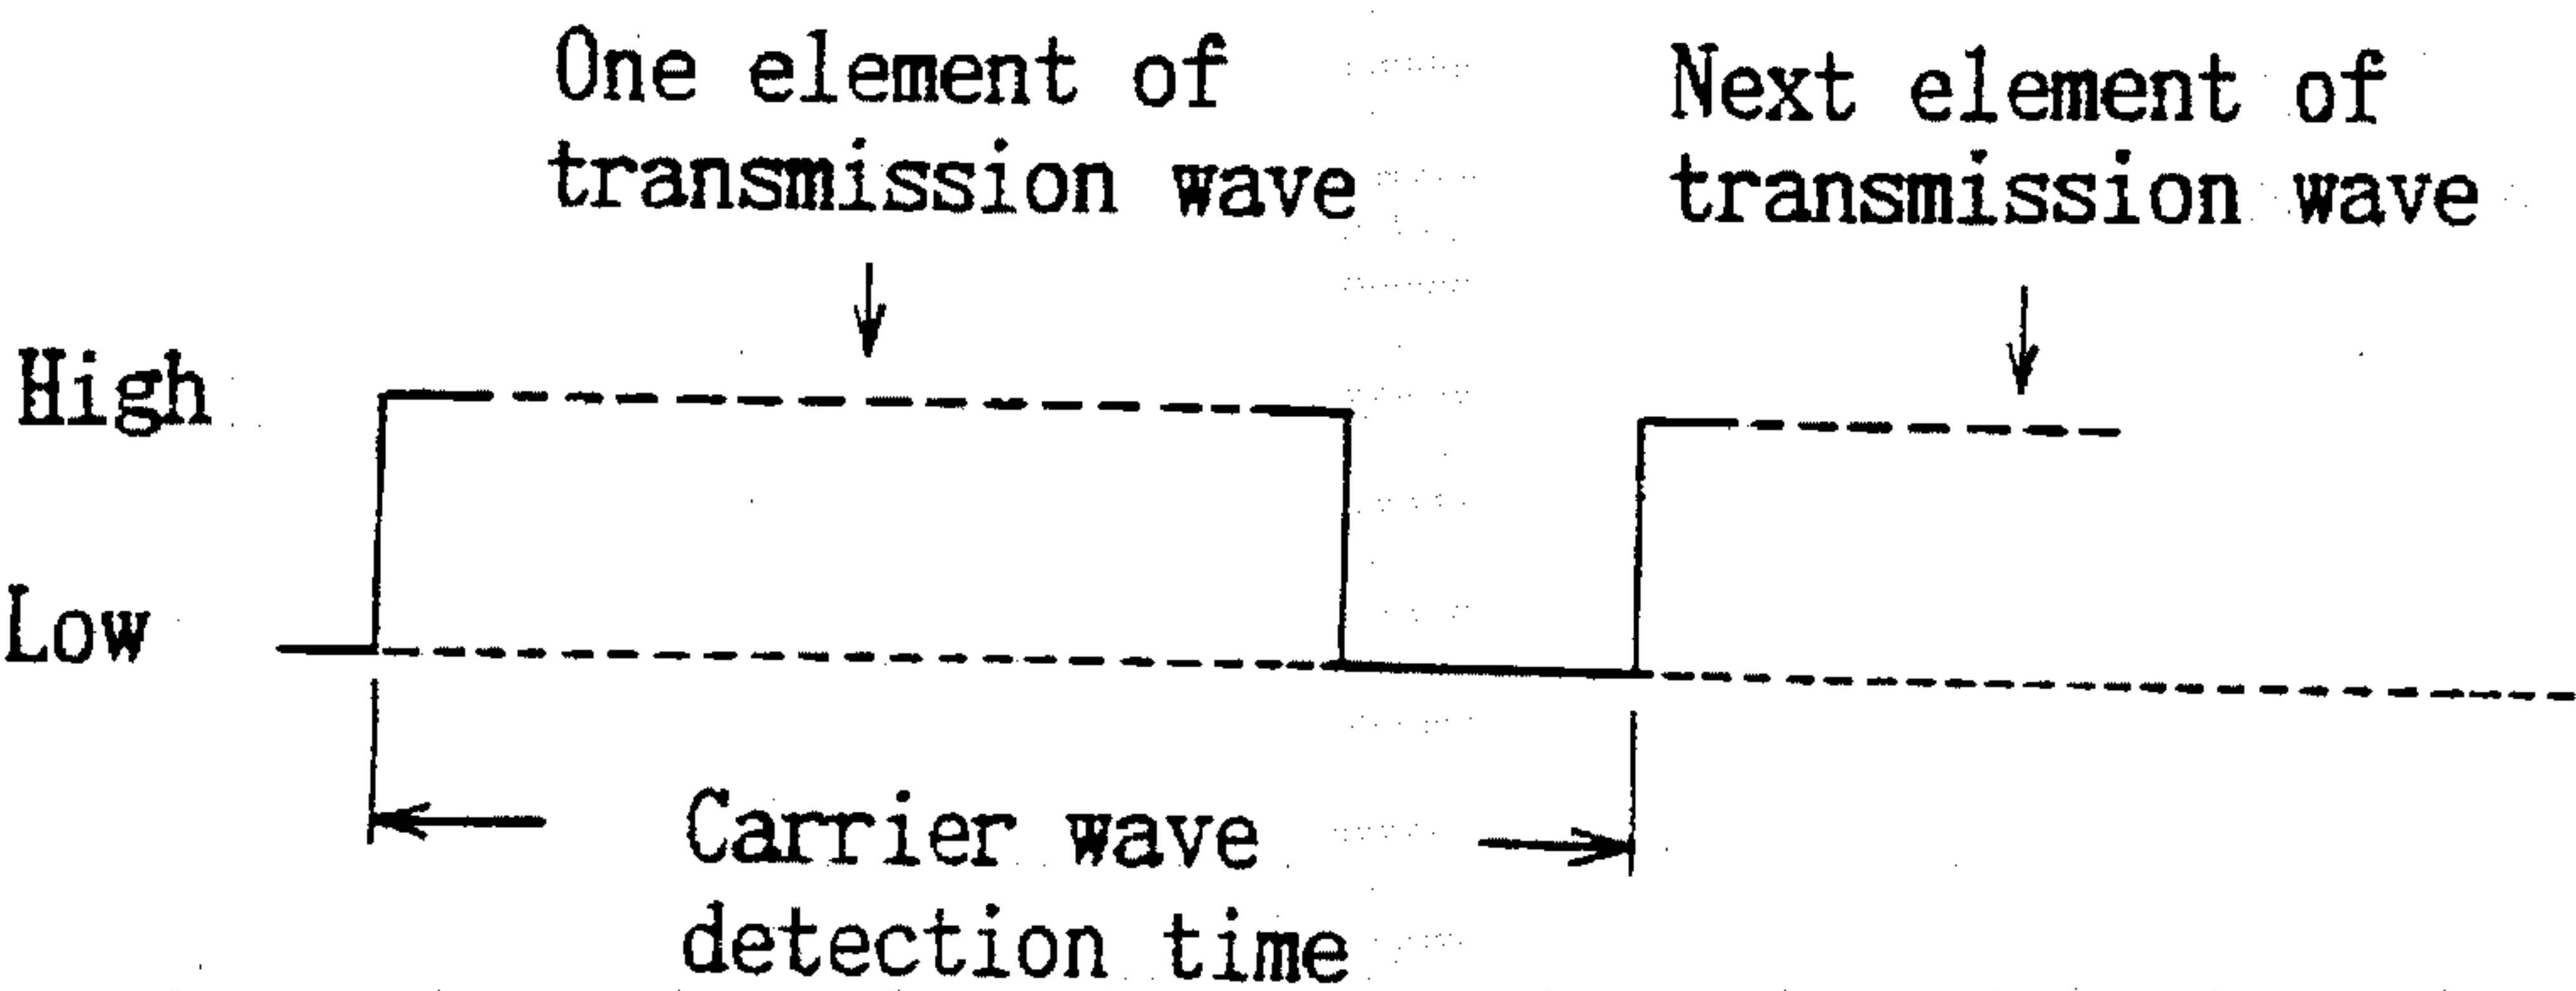 One element of
transmission wave
Next element of
transmission wave
High
Low
Carrier wave
detection time